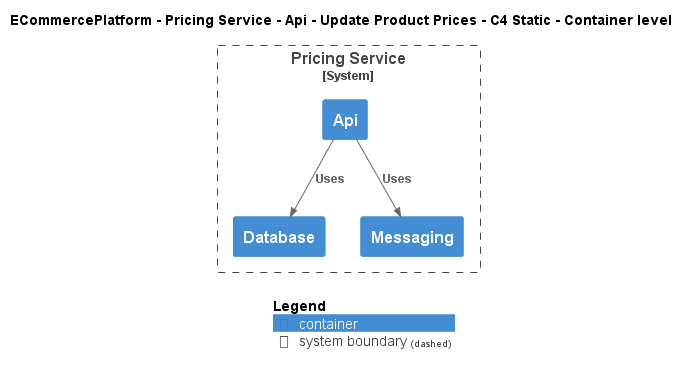 ECommercePlatform - Pricing Service - Api - Update Product Prices - C4 Static - Container level
Pricing Service
[System]
Api
Uses
Uses
Database
Messaging
Legend
container
system boundary (dashed)